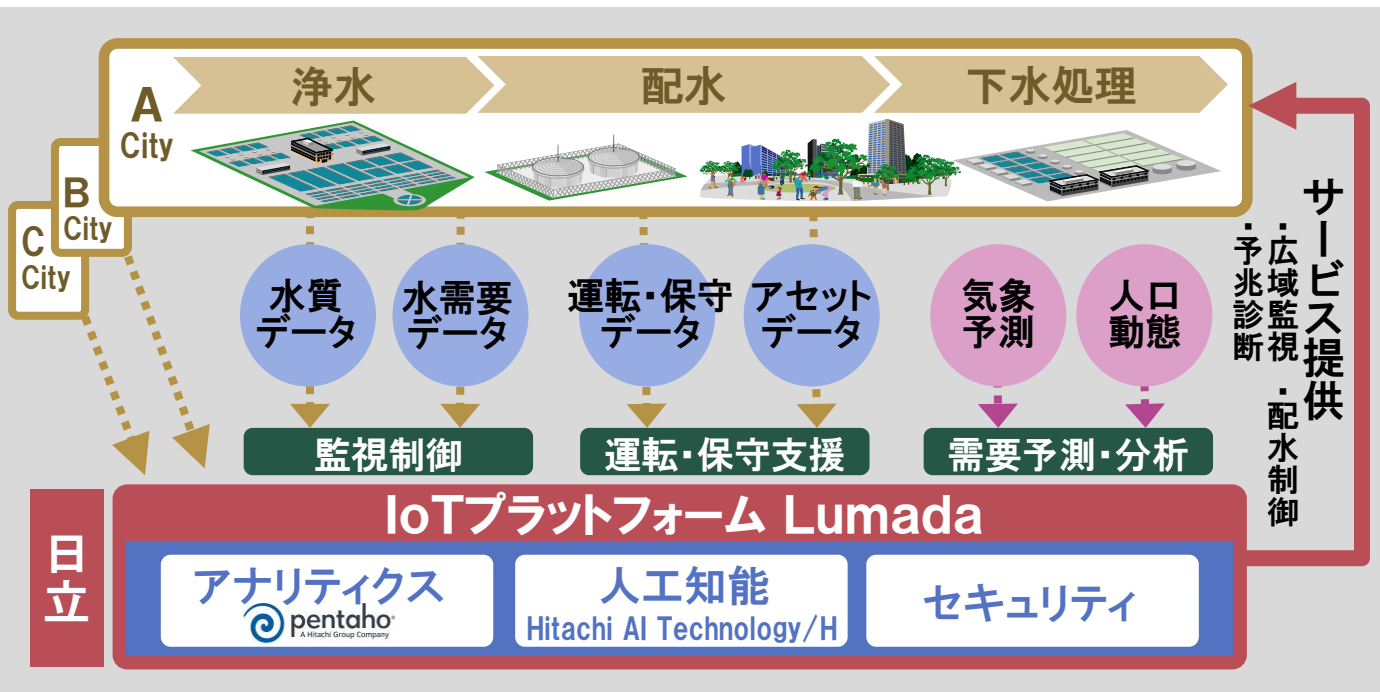 A
City
B
City
C
City
浄水
配水
下水処理
水質
データ
水需要
データ
運転・保守
データ
アセット
データ
気象
予測
人口
動態
監視制御
運転・保守支援
需要予測・分析
サービス提供
・広域監視 ・配水制御
・予兆診断
日立
IoTプラットフォーム Lumada
アナリティクス
pentaho
A Hitachi Group Company
人工知能
Hitachi AI Technology/H
セキュリティ